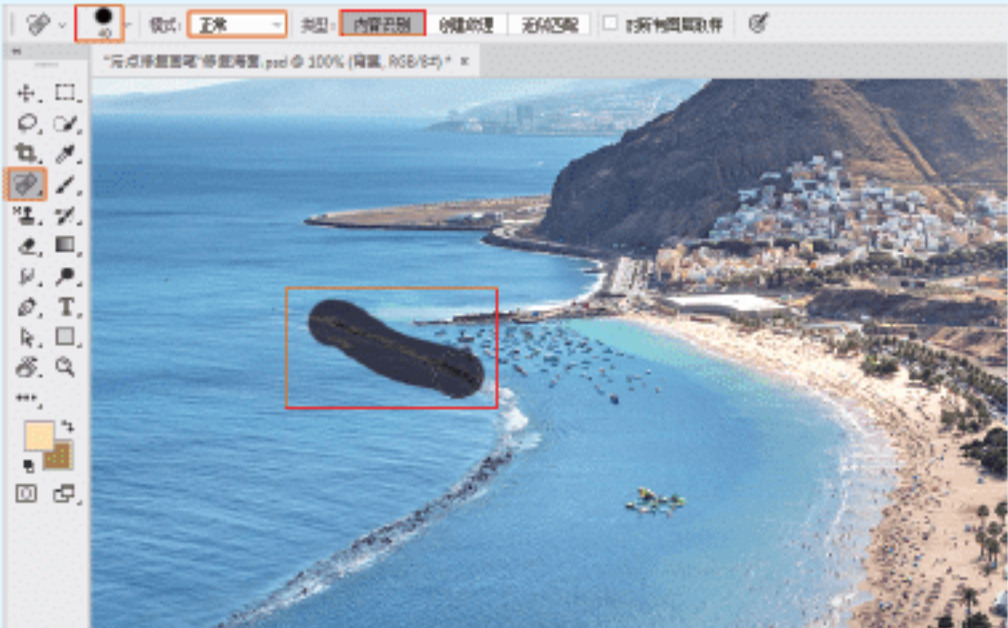 40 模式: 正常 类型: 内容识别 创建纹理 近似匹配 对所有图层取样
"污点修复画笔"修复海面.psd @ 100% (背景, RGB/8#) * ×